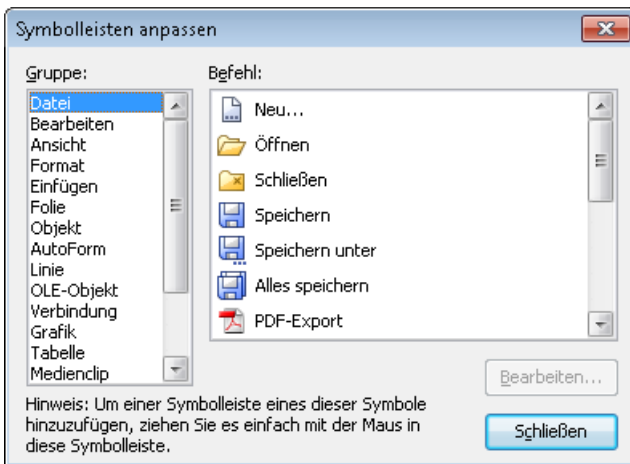 Symbolleisten anpassen
Gruppe:
Datei
Bearbeiten
Ansicht
Format
Einfügen
Folie
Objekt
AutoForm
Linie
OLE-Objekt
Verbindung
Grafik
Tabelle
Medienclip
Befehl:
Neu...
Öffnen
Schließen
Speichern
Speichern unter
Alles speichern
PDF-Export
Bearbeiten...
Hinweis: Um einer Symbolleiste eines dieser Symbole
hinzuzufügen, ziehen Sie es einfach mit der Maus in
diese Symbolleiste.
Schließen